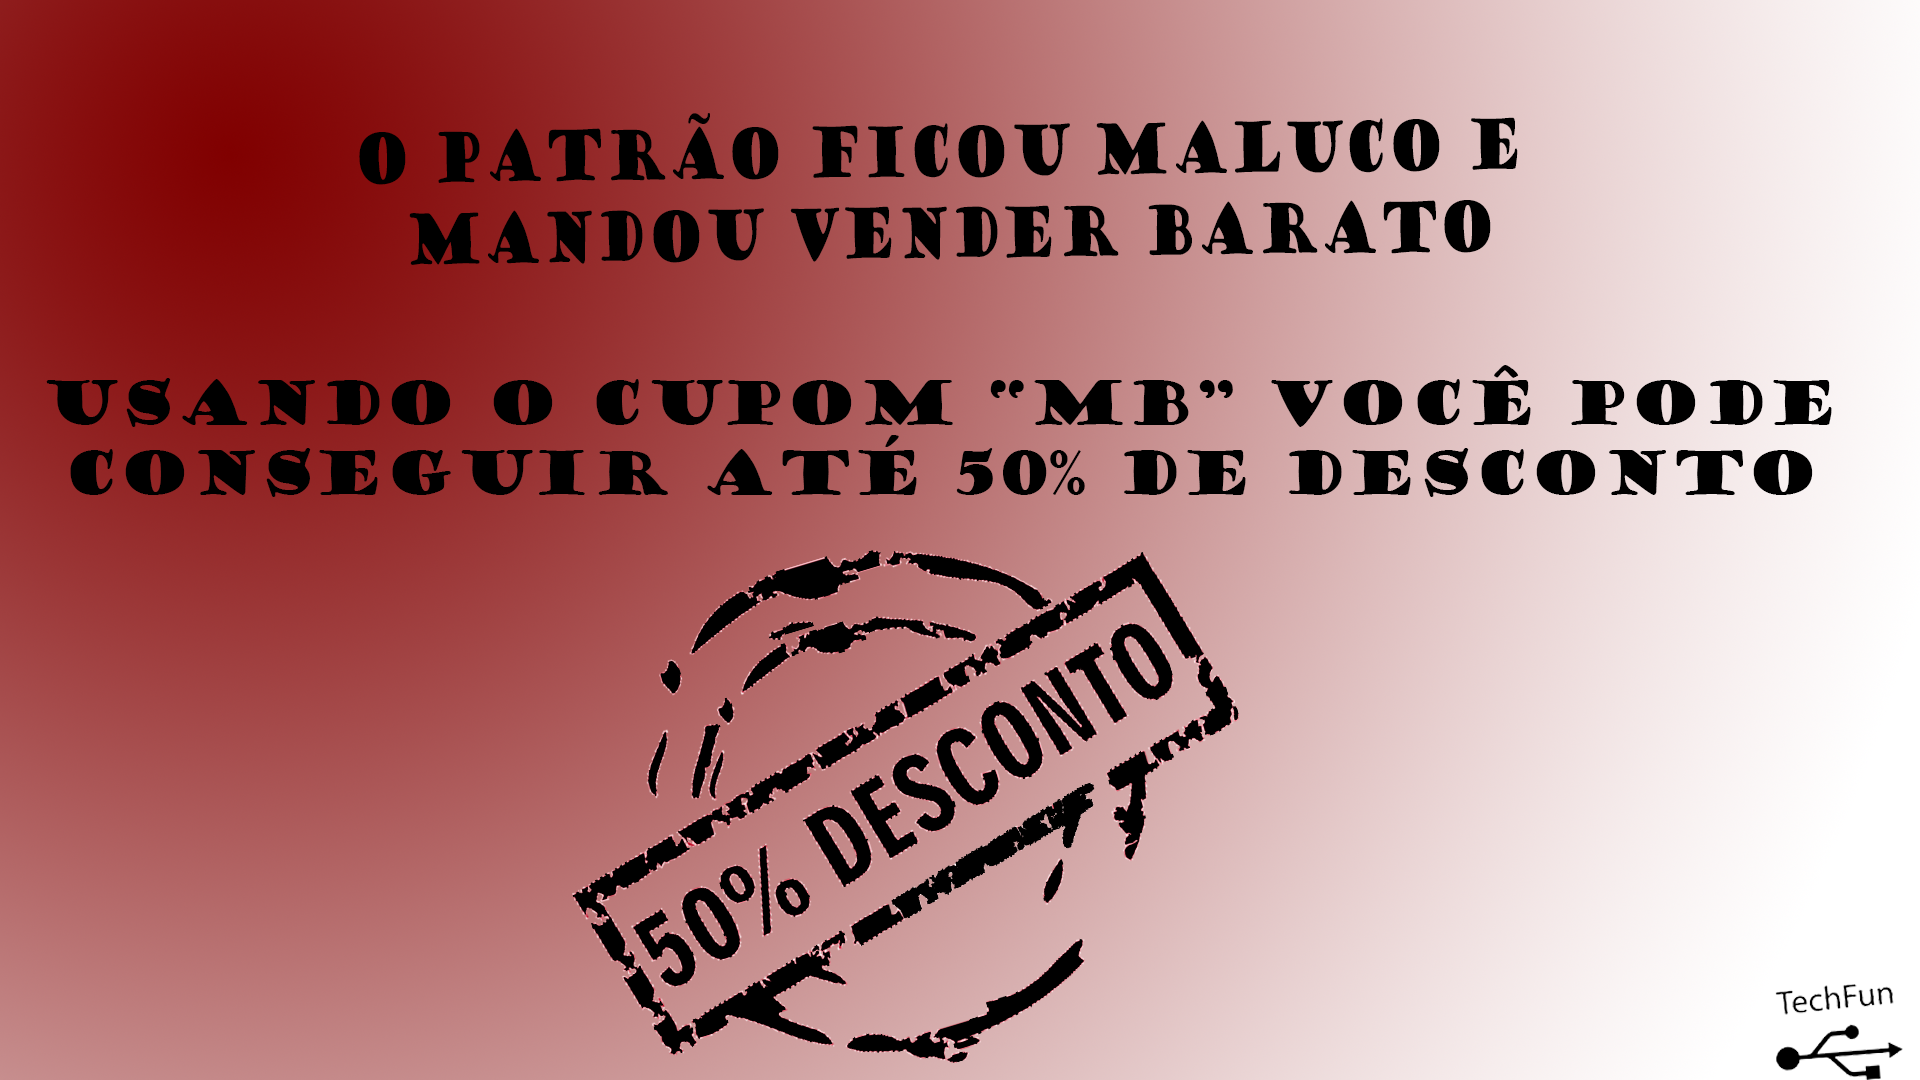 O PATRÃO FICOU MALUCO E
MANDOU VENDER BARATO
USANDO O CUPOM “MB” VOCÊ PODE
CONSEGUIR ATÉ 50% DE DESCONTO
50% DESCONTO
TechFun